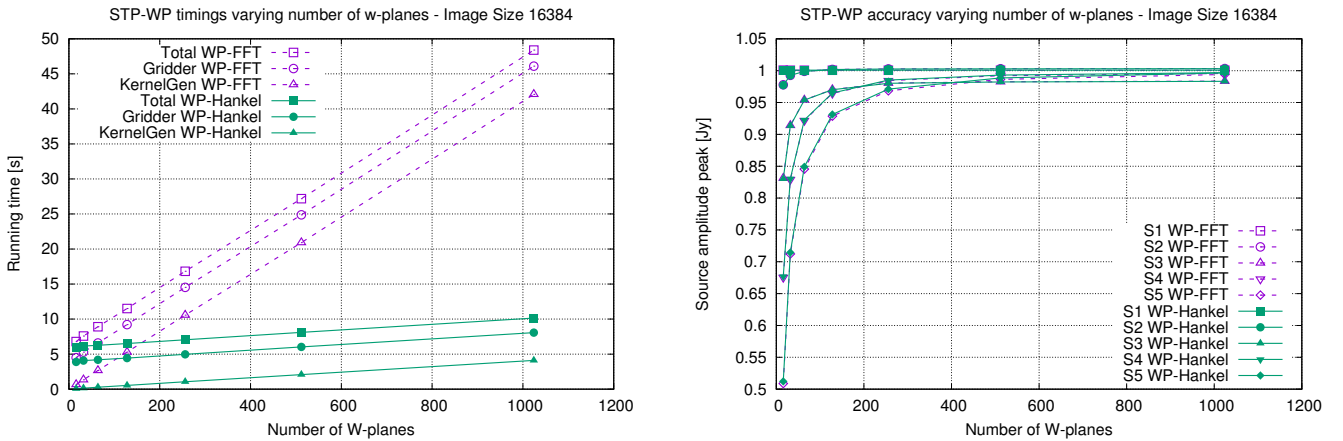 STP-WP timings varying number of w-planes - Image Size 16384
50
45
40
35
30
25
20
15
10
5
0
Running time [s]
Total WP-FFT
Gridder WP-FFT
KernelGen WP-FFT
Total WP-Hankel
Gridder WP-Hankel
KernelGen WP-Hankel
0 200 400 600 800 1000 1200
Number of W-planes
STP-WP accuracy varying number of w-planes - Image Size 16384
1.05
1
0.95
0.9
0.85
0.8
0.75
0.7
0.65
0.6
0.55
0.5
Source amplitude peak [Jy]
S1 WP-FFT
S2 WP-FFT
S3 WP-FFT
S4 WP-FFT
S5 WP-FFT
S1 WP-Hankel
S2 WP-Hankel
S3 WP-Hankel
S4 WP-Hankel
S5 WP-Hankel
0 200 400 600 800 1000 1200
Number of W-planes